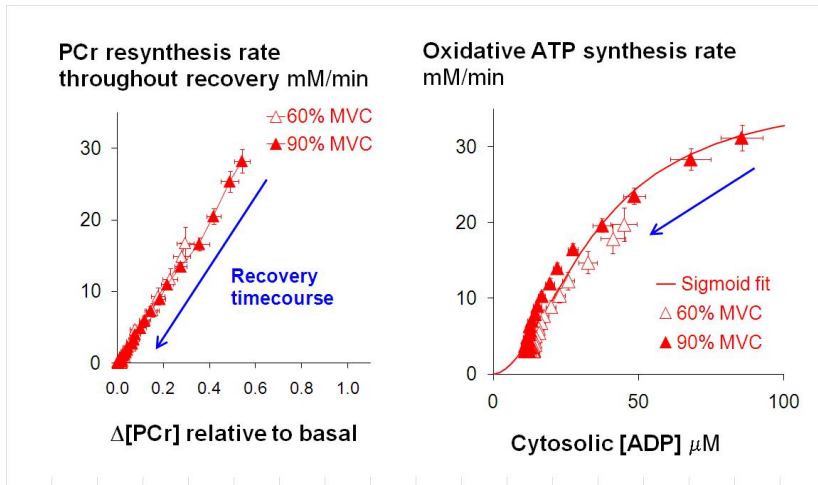 PCr resynthesis rate
throughout recovery mM/min
60% MVC
90% MVC
30
20
10
0
Recovery
timecourse
0.0 0.2 0.4 0.6 0.8 1.0
Δ[PCr] relative to basal
Oxidative ATP synthesis rate
mM/min
30
20
10
0
Sigmoid fit
60% MVC
90% MVC
0 50 100
Cytosolic [ADP] μM